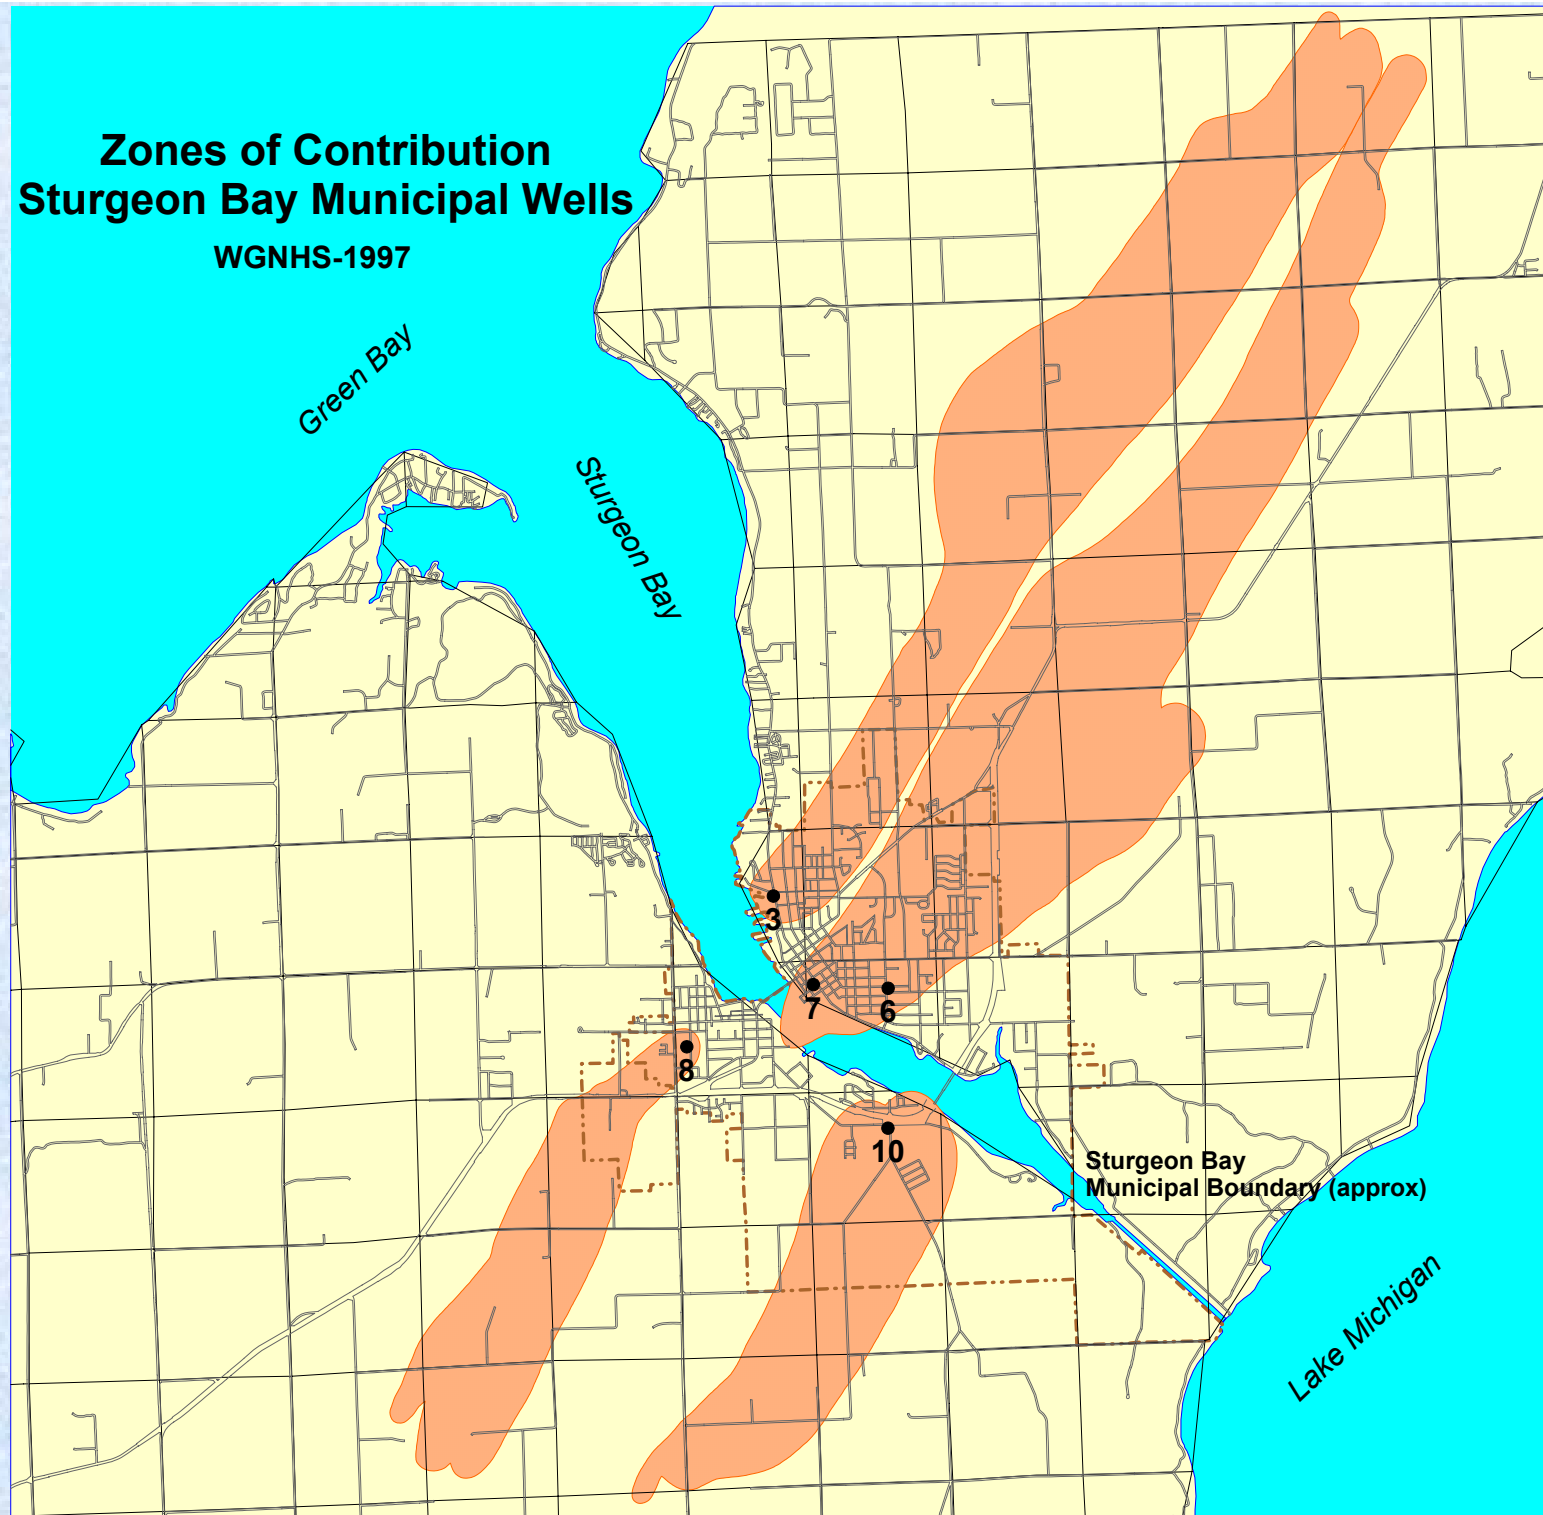 Zones of Contribution
Sturgeon Bay Municipal Wells
WGNHS-1997
Green Bay
Sturgeon Bay
3
7
6
8
10
Sturgeon Bay
Municipal Boundary (approx)
Lake Michigan